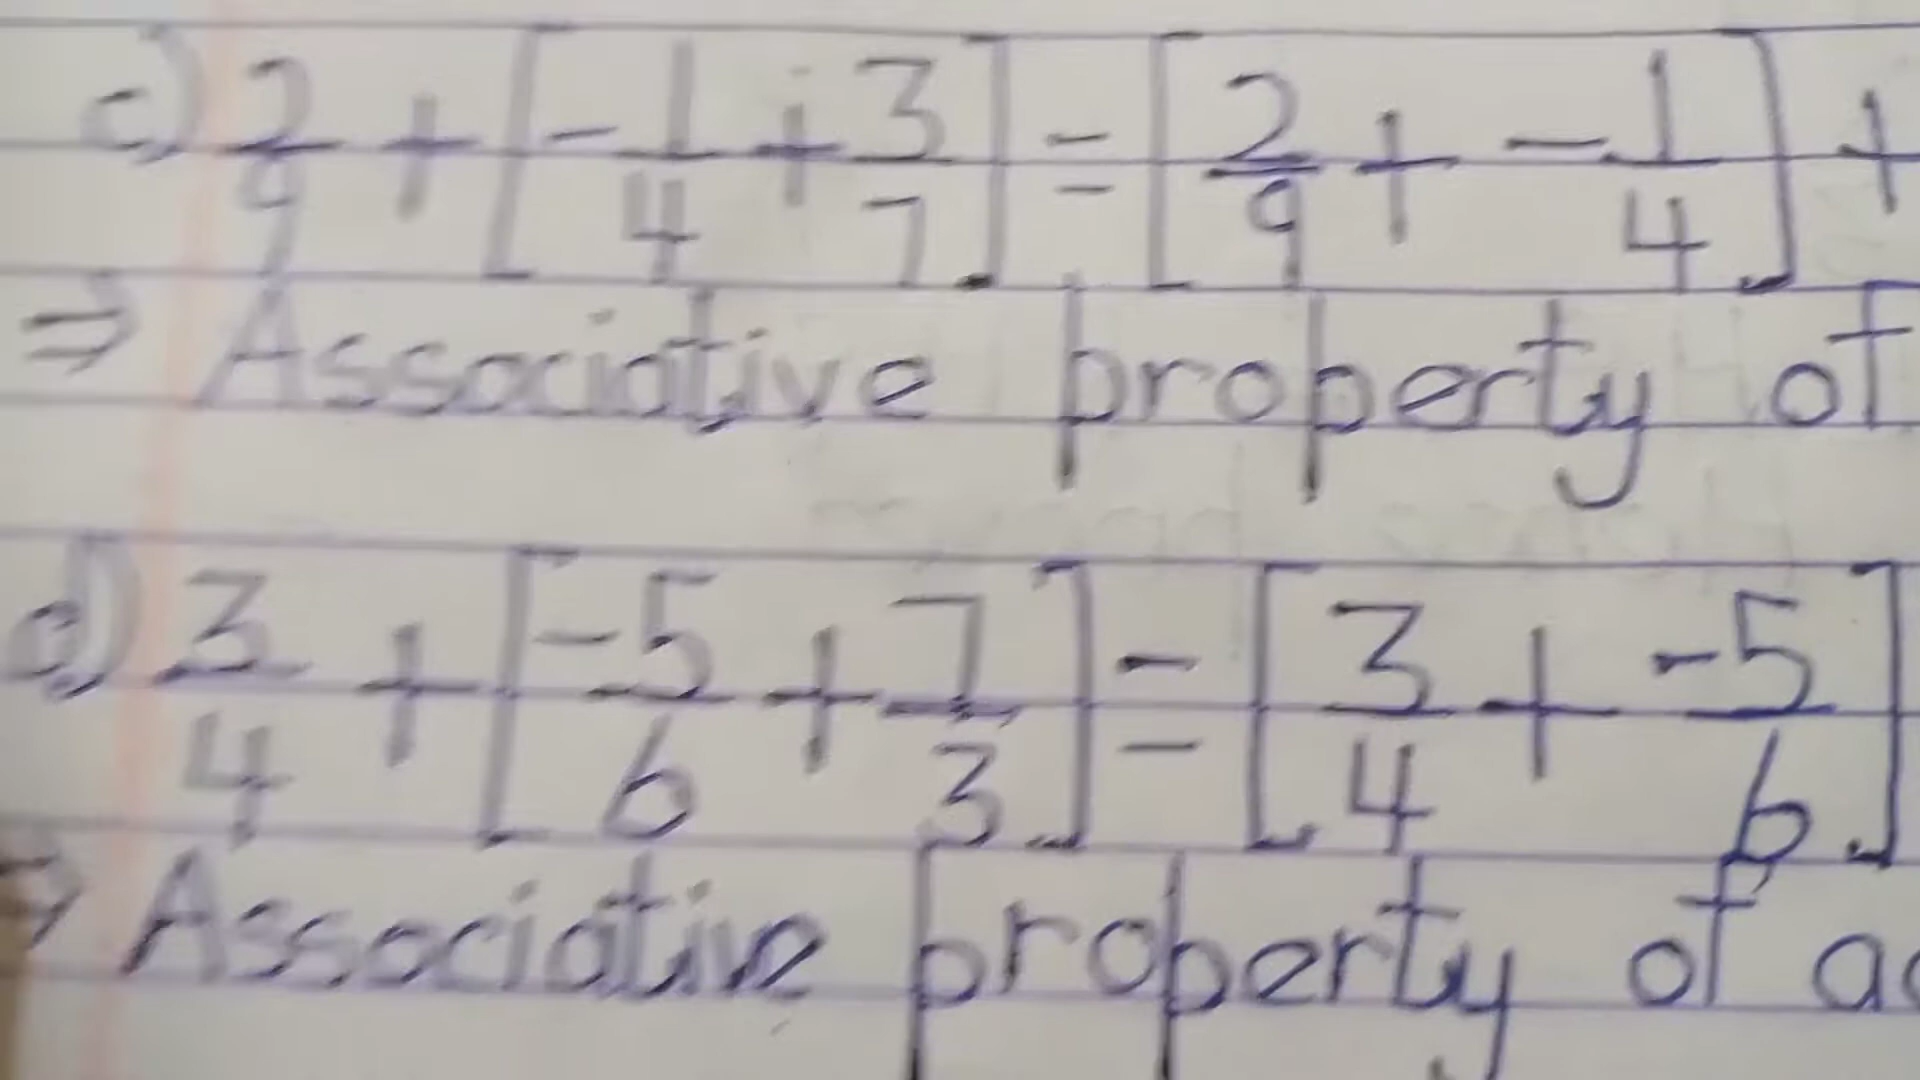 c) 2/9 + [-1/4 + 3/7] = [2/9 + -1/4] +
⇒ Associative property of
d) 3/4 + [-5/6 + 7/3] = [3/4 + -5/6]
⇒ Associative property of ad